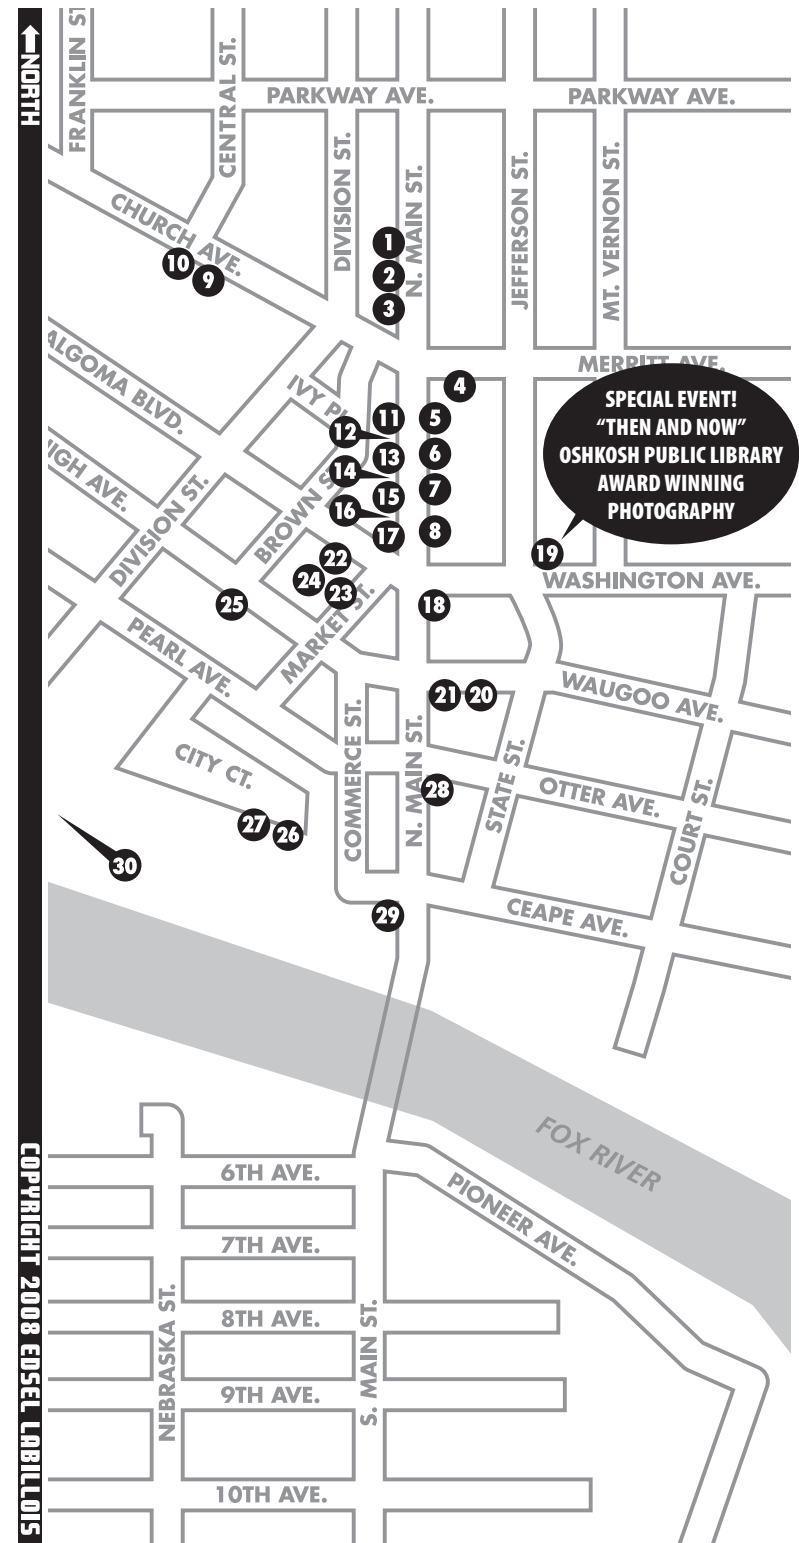 NORTH
FRANKLIN ST
CENTRAL ST.
PARKWAY AVE.
PARKWAY AVE.
DIVISION ST.
N. MAIN ST.
JEFFERSON ST.
MT. VERNON ST.
CHURCH AVE.
1
2
3
10
9
MERRITT AVE.
ALGOMA BLVD.
IVY
4
SPECIAL EVENT!
“THEN AND NOW”
OSHKOSH PUBLIC LIBRARY
AWARD WINNING
PHOTOGRAPHY
11
5
12
13
6
14
15
7
16
17
8
HIGH AVE.
DIVISION ST.
BROWN S
22
24
23
19
WASHINGTON AVE.
25
18
MARKET ST.
PEARL AVE.
21
20
WAUGOO AVE.
CITY CT.
COMMERCE ST.
N. MAIN ST.
STATE ST.
28
OTTER AVE.
COURT ST.
27
26
30
29
CEAPE AVE.
FOX RIVER
6TH AVE.
PIONEER AVE.
7TH AVE.
NEBRASKA ST.
8TH AVE.
S. MAIN ST.
9TH AVE.
10TH AVE.
COPYRIGHT 2008 EDSEL LABILLOIS